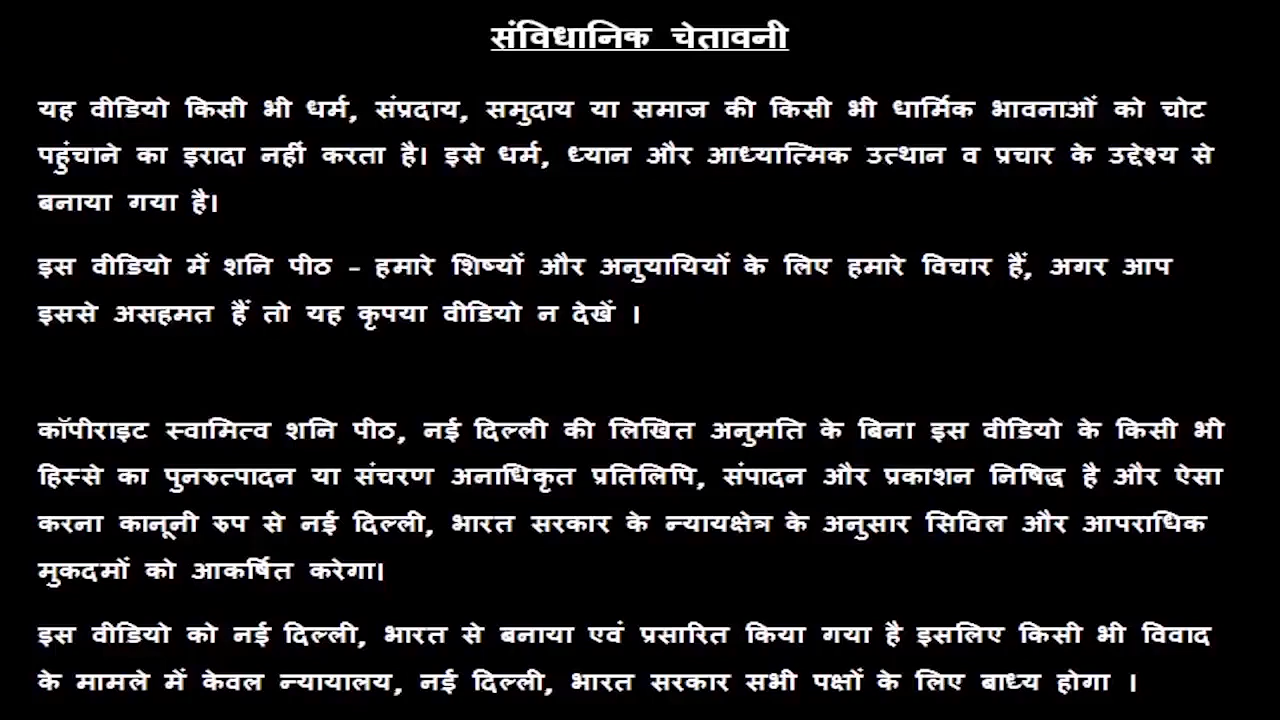 संविधानिक चेतावनी
यह वीडियो किसी भी धर्म, संप्रदाय, समुदाय या समाज की किसी भी धार्मिक भावनाओं को चोट
पहुंचाने का इरादा नहीं करता है। इसे धर्म, ध्यान और आध्यात्मिक उत्थान व प्रचार के उद्देश्य से
बनाया गया है।
इस वीडियो में शनि पीठ – हमारे शिष्यों और अनुयायियों के लिए हमारे विचार हैं, अगर आप
इससे असहमत हैं तो यह कृपया वीडियो न देखें ।
कॉपीराइट स्वामित्व शनि पीठ, नई दिल्ली की लिखित अनुमति के बिना इस वीडियो के किसी भी
हिस्से का पुनरुत्पादन या संचरण अनाधिकृत प्रतिलिपि, संपादन और प्रकाशन निषिद्ध है और ऐसा
करना कानूनी रुप से नई दिल्ली, भारत सरकार के न्यायक्षेत्र के अनुसार सिविल और आपराधिक
मुकदमों को आकर्षित करेगा।
इस वीडियो को नई दिल्ली, भारत से बनाया एवं प्रसारित किया गया है इसलिए किसी भी विवाद
के मामले में केवल न्यायालय, नई दिल्ली, भारत सरकार सभी पक्षों के लिए बाध्य होगा ।